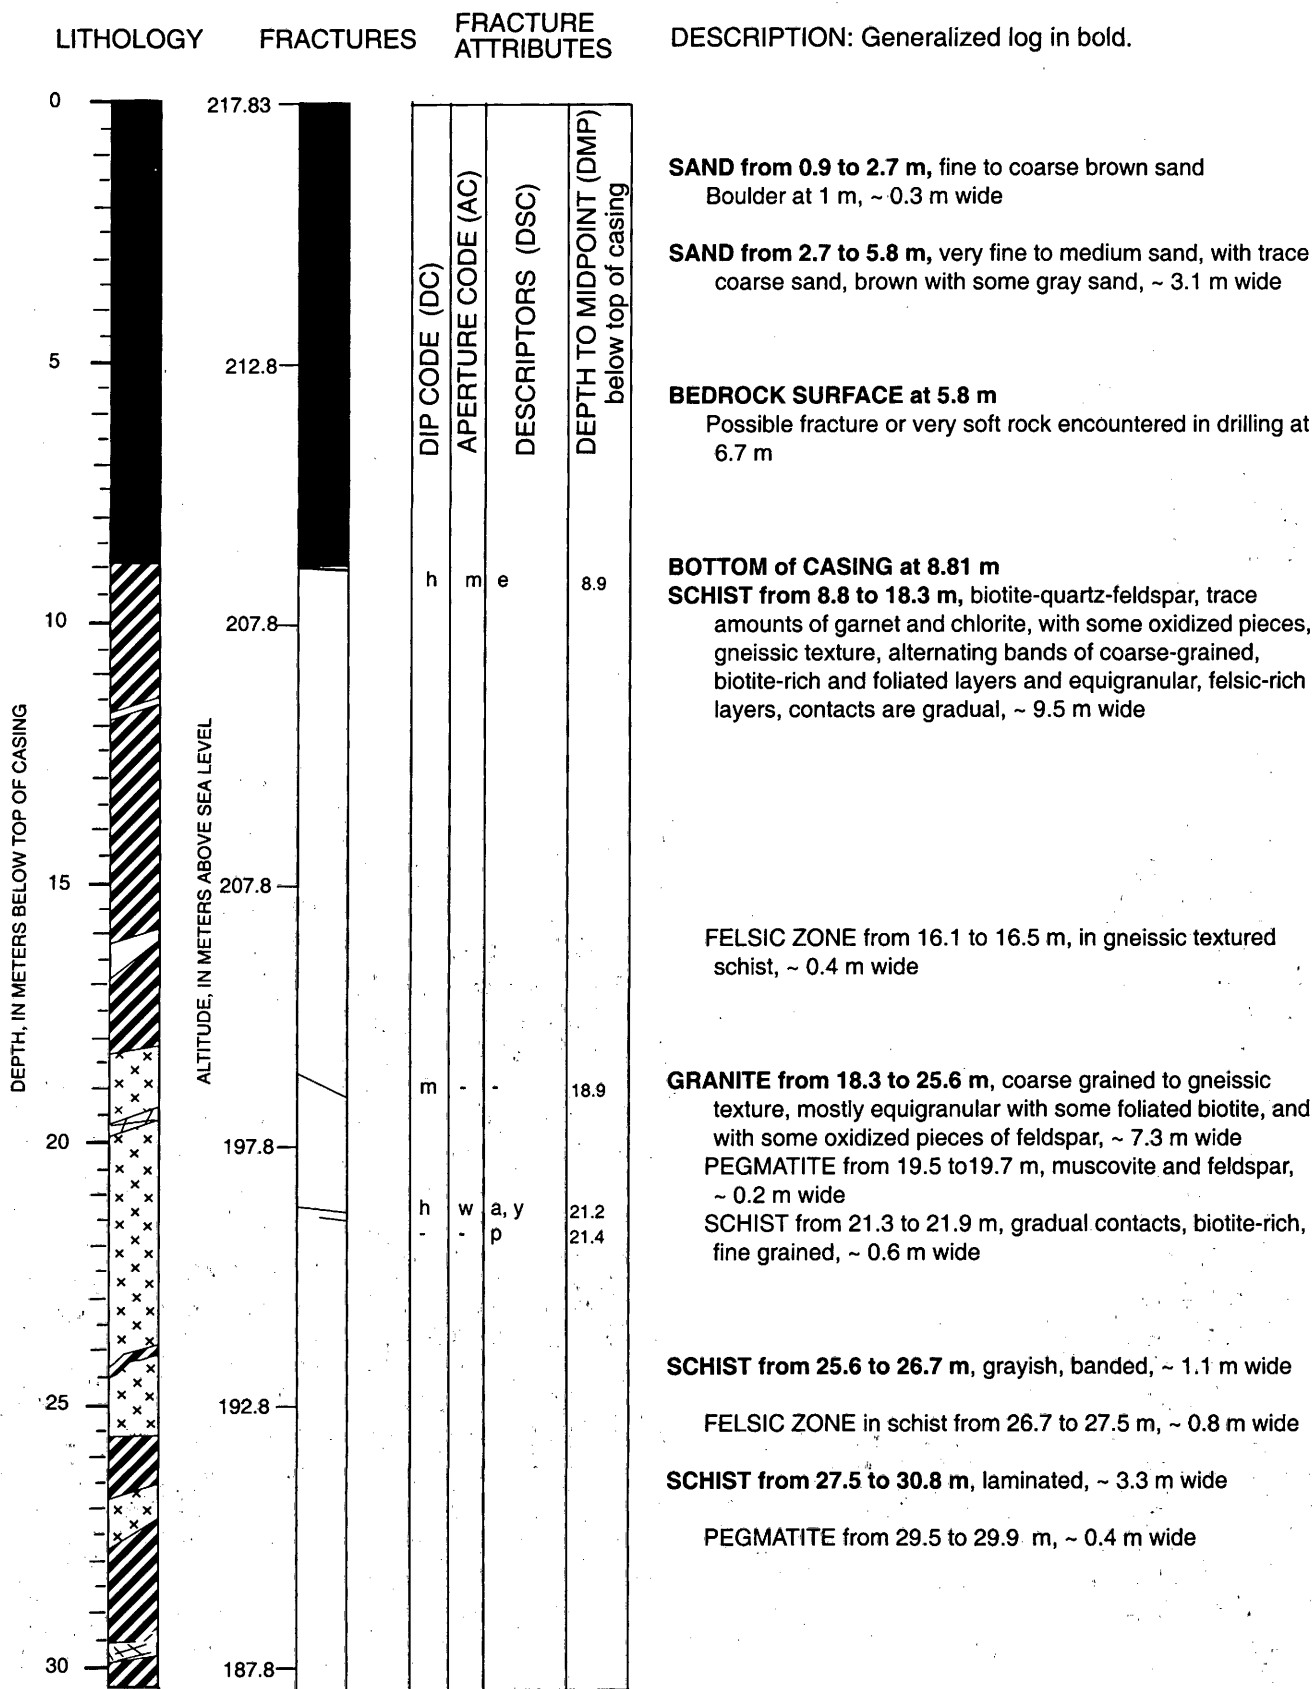 LITHOLOGY
FRACTURES
FRACTURE
ATTRIBUTES
DESCRIPTION: Generalized log in bold.
DEPTH, IN METERS BELOW TOP OF CASING
0
5
10
15
20
25
30
ALTITUDE, IN METERS ABOVE SEA LEVEL
217.83
212.8
207.8
207.8
197.8
192.8
187.8
DIP CODE (DC)
APERTURE CODE (AC)
DESCRIPTORS (DSC)
DEPTH TO MIDPOINT (DMP)
below top of casing
h m e 8.9
m - - 18.9
h w a, y 21.2
- - p 21.4
SAND from 0.9 to 2.7 m, fine to coarse brown sand
Boulder at 1 m, ~ 0.3 m wide
SAND from 2.7 to 5.8 m, very fine to medium sand, with trace
coarse sand, brown with some gray sand, ~ 3.1 m wide
BEDROCK SURFACE at 5.8 m
Possible fracture or very soft rock encountered in drilling at
6.7 m
BOTTOM of CASING at 8.81 m
SCHIST from 8.8 to 18.3 m, biotite-quartz-feldspar, trace
amounts of garnet and chlorite, with some oxidized pieces,
gneissic texture, alternating bands of coarse-grained,
biotite-rich and foliated layers and equigranular, felsic-rich
layers, contacts are gradual, ~ 9.5 m wide
FELSIC ZONE from 16.1 to 16.5 m, in gneissic textured
schist, ~ 0.4 m wide
GRANITE from 18.3 to 25.6 m, coarse grained to gneissic
texture, mostly equigranular with some foliated biotite, and
with some oxidized pieces of feldspar, ~ 7.3 m wide
PEGMATITE from 19.5 to19.7 m, muscovite and feldspar,
~ 0.2 m wide
SCHIST from 21.3 to 21.9 m, gradual contacts, biotite-rich,
fine grained, ~ 0.6 m wide
SCHIST from 25.6 to 26.7 m, grayish, banded, ~ 1.1 m wide
FELSIC ZONE in schist from 26.7 to 27.5 m, ~ 0.8 m wide
SCHIST from 27.5 to 30.8 m, laminated, ~ 3.3 m wide
PEGMATITE from 29.5 to 29.9 m, ~ 0.4 m wide